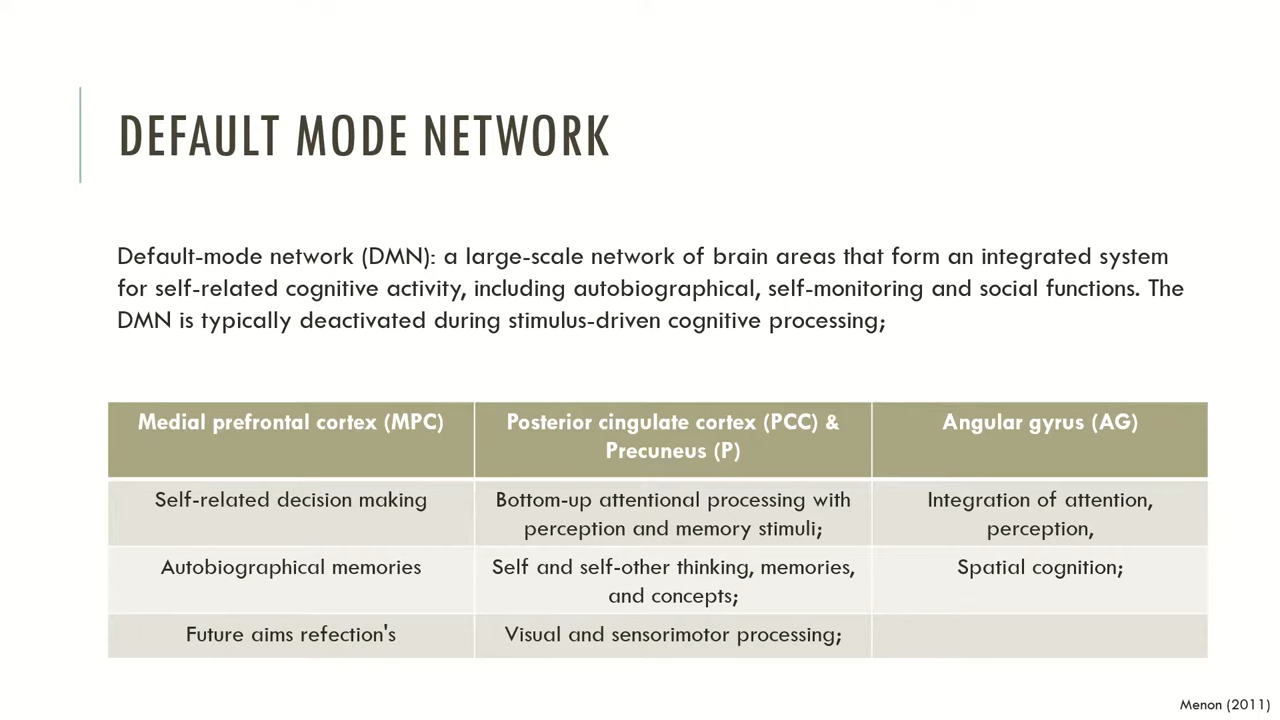 DEFAULT MODE NETWORK
Default-mode network (DMN): a large-scale network of brain areas that form an integrated system
for self-related cognitive activity, including autobiographical, self-monitoring and social functions. The
DMN is typically deactivated during stimulus-driven cognitive processing;
Medial prefrontal cortex (MPC)
Posterior cingulate cortex (PCC) &
Precuneus (P)
Angular gyrus (AG)
Self-related decision making
Bottom-up attentional processing with
perception and memory stimuli;
Integration of attention,
perception,
Autobiographical memories
Self and self-other thinking, memories,
and concepts;
Spatial cognition;
Future aims refection's
Visual and sensorimotor processing;
Menon (2011)